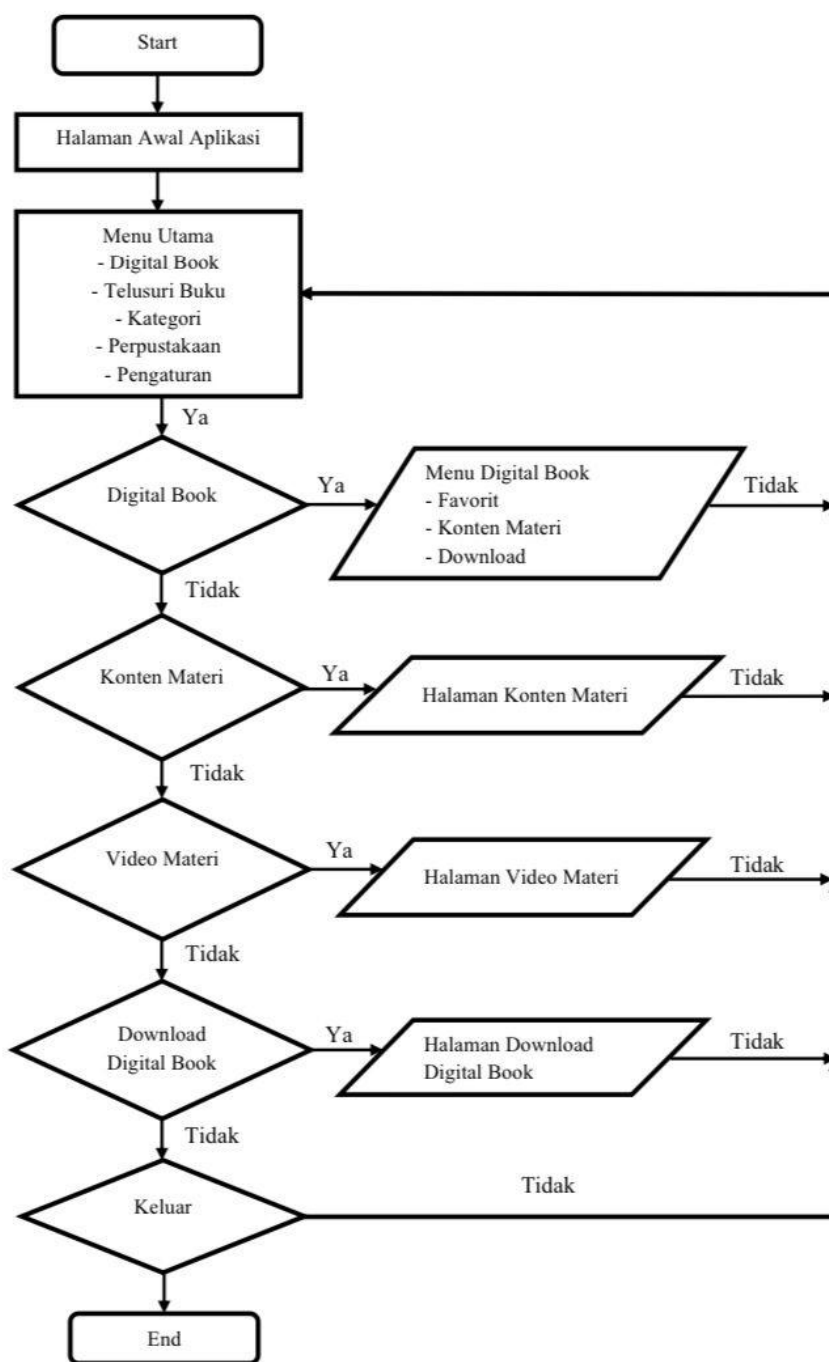 Start
Halaman Awal Aplikasi
Menu Utama
- Digital Book
- Telusuri Buku
- Kategori
- Perpustakaan
- Pengaturan
Ya
Digital Book
Ya
Menu Digital Book
- Favorit
- Konten Materi
- Download
Tidak
Tidak
Konten Materi
Ya
Halaman Konten Materi
Tidak
Tidak
Video Materi
Ya
Halaman Video Materi
Tidak
Tidak
Download
Digital Book
Ya
Halaman Download
Digital Book
Tidak
Tidak
Keluar
Tidak
End